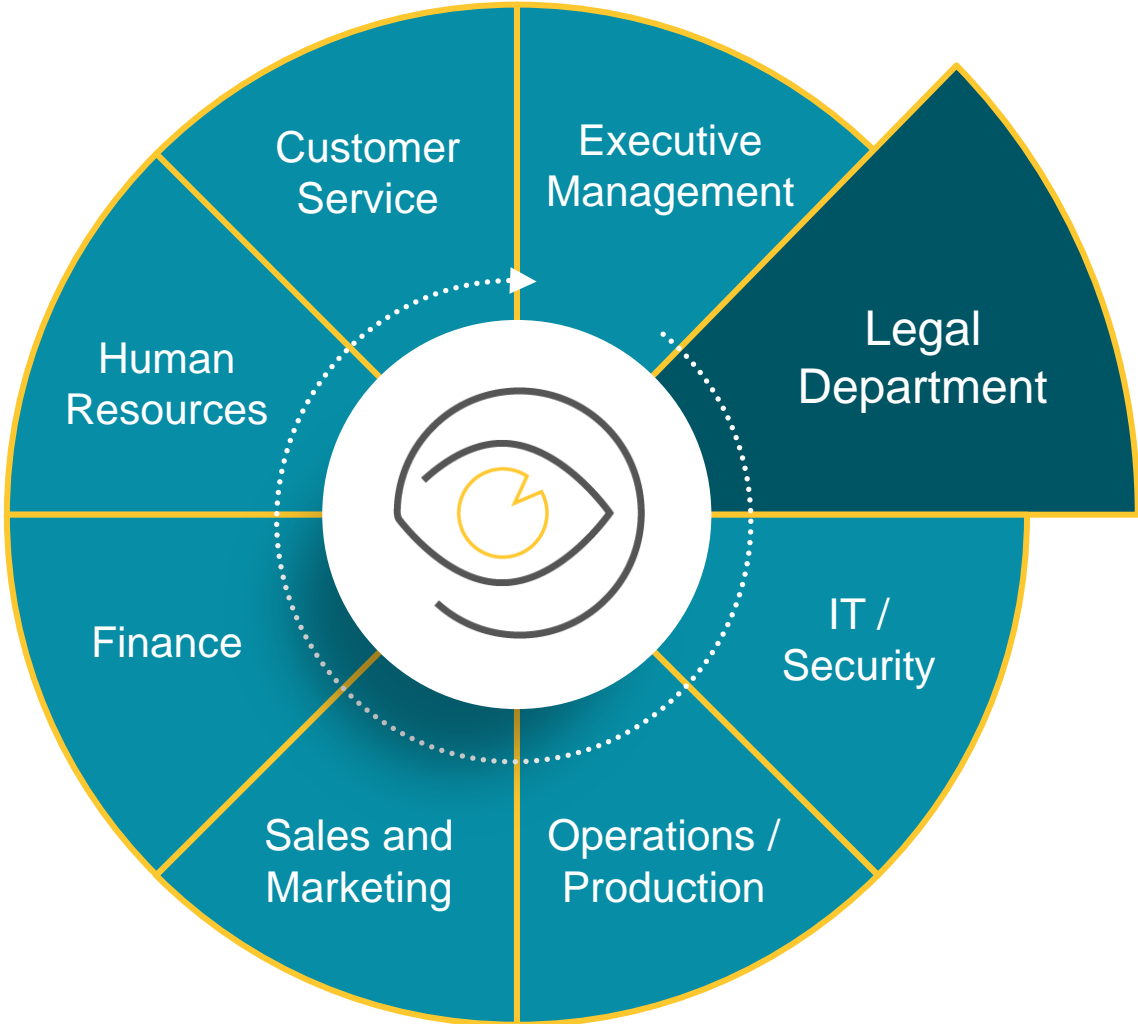 Customer
Service
Executive
Management
Legal
Department
IT /
Security
Operations /
Production
Sales and
Marketing
Finance
Human
Resources